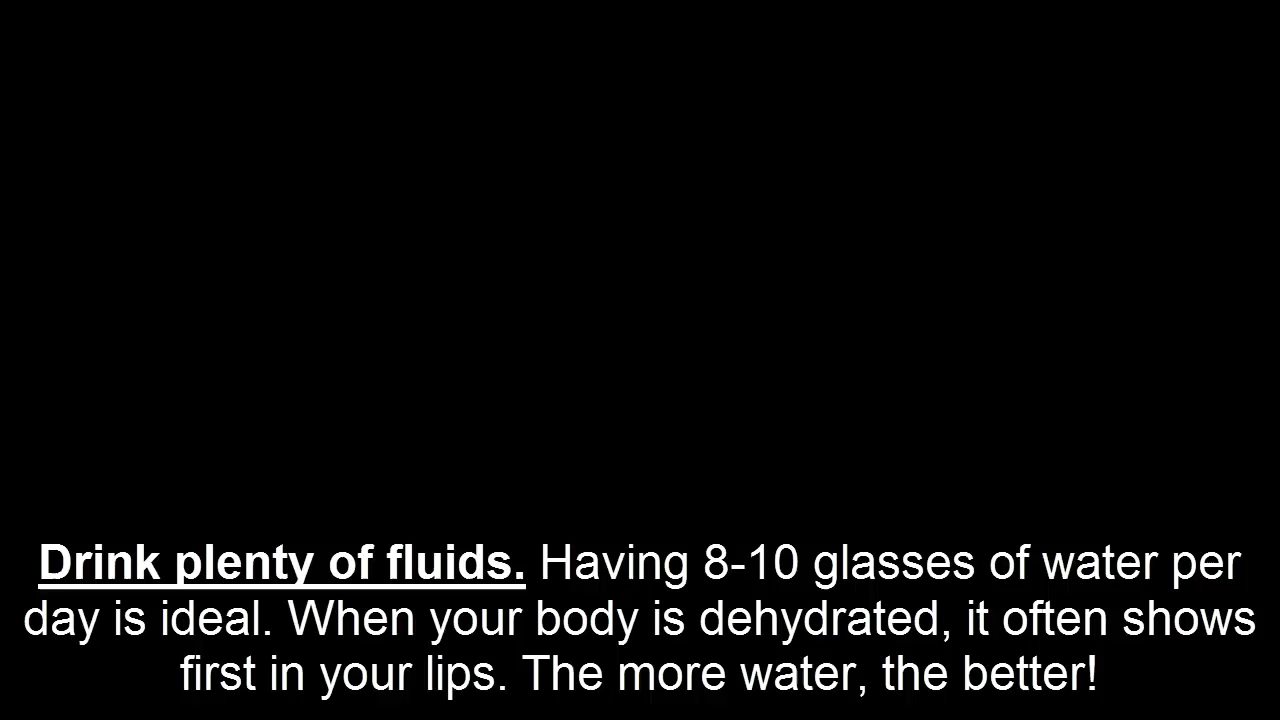 Drink plenty of fluids. Having 8-10 glasses of water per
day is ideal. When your body is dehydrated, it often shows
first in your lips. The more water, the better!